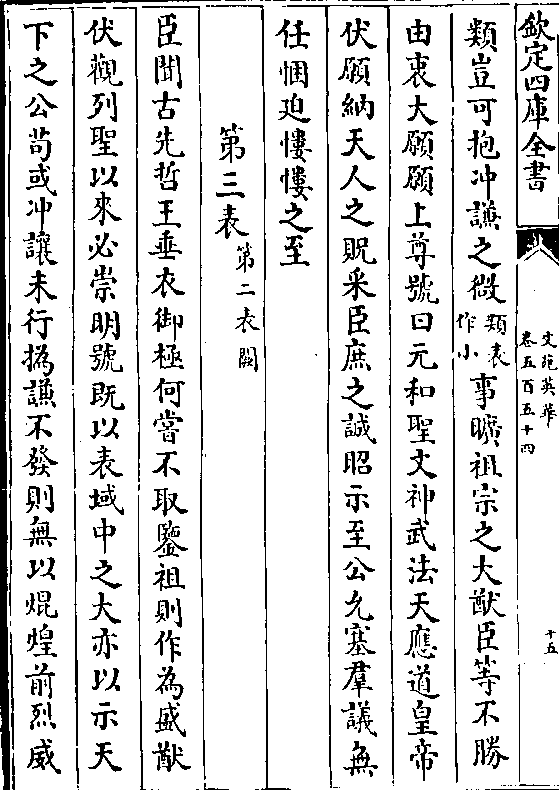 欽定四庫全書
文苑英華
卷五百五十四
十五
類豈可抱冲謙之微類表作小事曠祖宗之大猷臣等不勝
由衷大願願上尊號曰元和聖文神武法天應道皇帝
伏願納天人之貺采臣庶之誠昭示至公允塞羣議無
任悃迫悽悽之至
第三表第二表闕
臣聞古先哲王垂衣御極何嘗不取鑒祖則作為盛猷
伏觀列聖以來必崇明號既以表域中之大亦以示天
下之公苟或冲讓未行撝謙不發則無以焜煌前烈威